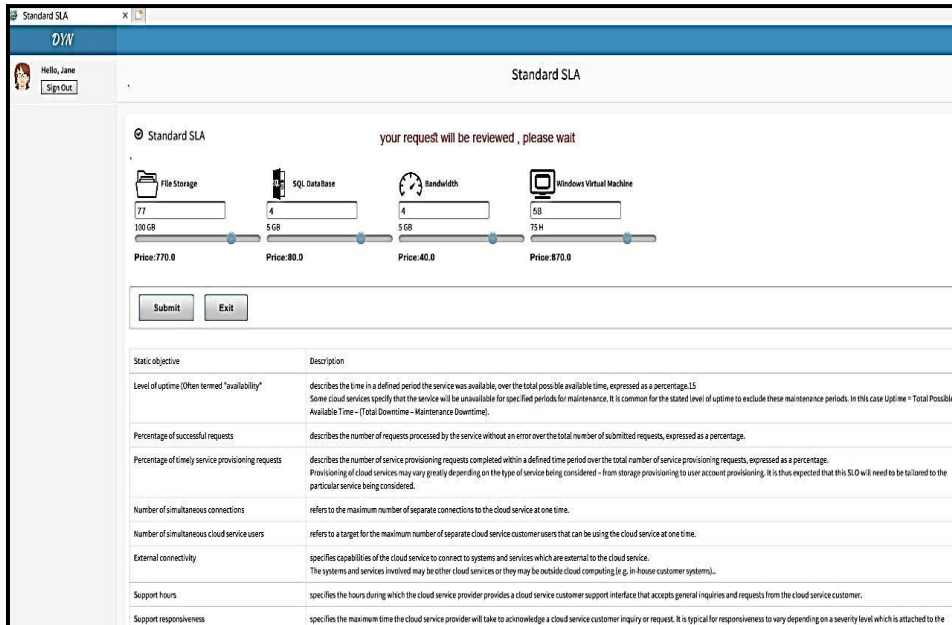 Standard SLA
DYN
Hello, Jane
Sign Out
Standard SLA
Standard SLA
your request will be reviewed , please wait
File Storage
SQL DataBase
Bandwidth
Windows Virtual Machine
77
4
4
58
100 GB
5 GB
5 GB
75 H
Price:770.0
Price:80.0
Price:40.0
Price:870.0
Submit
Exit
Static objective
Description
Level of uptime (Often termed "availability"
describes the time in a defined period the service was available, over the total possible available time, expressed as a percentage.15
Some cloud services specify that the service will be unavailable for specified periods for maintenance. It is common for the stated level of uptime to exclude these maintenance periods. In this case Uptime = Total Possible
Available Time – (Total Downtime – Maintenance Downtime).
Percentage of successful requests
describes the number of requests processed by the service without an error over the total number of submitted requests, expressed as a percentage.
Percentage of timely service provisioning requests
describes the number of service provisioning requests completed within a defined time period over the total number of service provisioning requests, expressed as a percentage.
Provisioning of cloud services may vary greatly depending on the type of service being considered – from storage provisioning to user account provisioning. It is thus expected that this SLO will need to be tailored to the
particular service being considered.
Number of simultaneous connections
refers to the maximum number of separate connections to the cloud service at one time.
Number of simultaneous cloud service users
refers to a target for the maximum number of separate cloud service customer users that can be using the cloud service at one time.
External connectivity
specifies capabilities of the cloud service to connect to systems and services which are external to the cloud service.
The systems and services involved may be other cloud services or they may be outside cloud computing (e.g. in-house customer systems)..
Support hours
specifies the hours during which the cloud service provider provides a cloud service customer support interface that accepts general inquiries and requests from the cloud service customer.
Support responsiveness
specifies the maximum time the cloud service provider will take to acknowledge a cloud service customer inquiry or request. It is typical for responsiveness to vary depending on a severity level which is attached to the